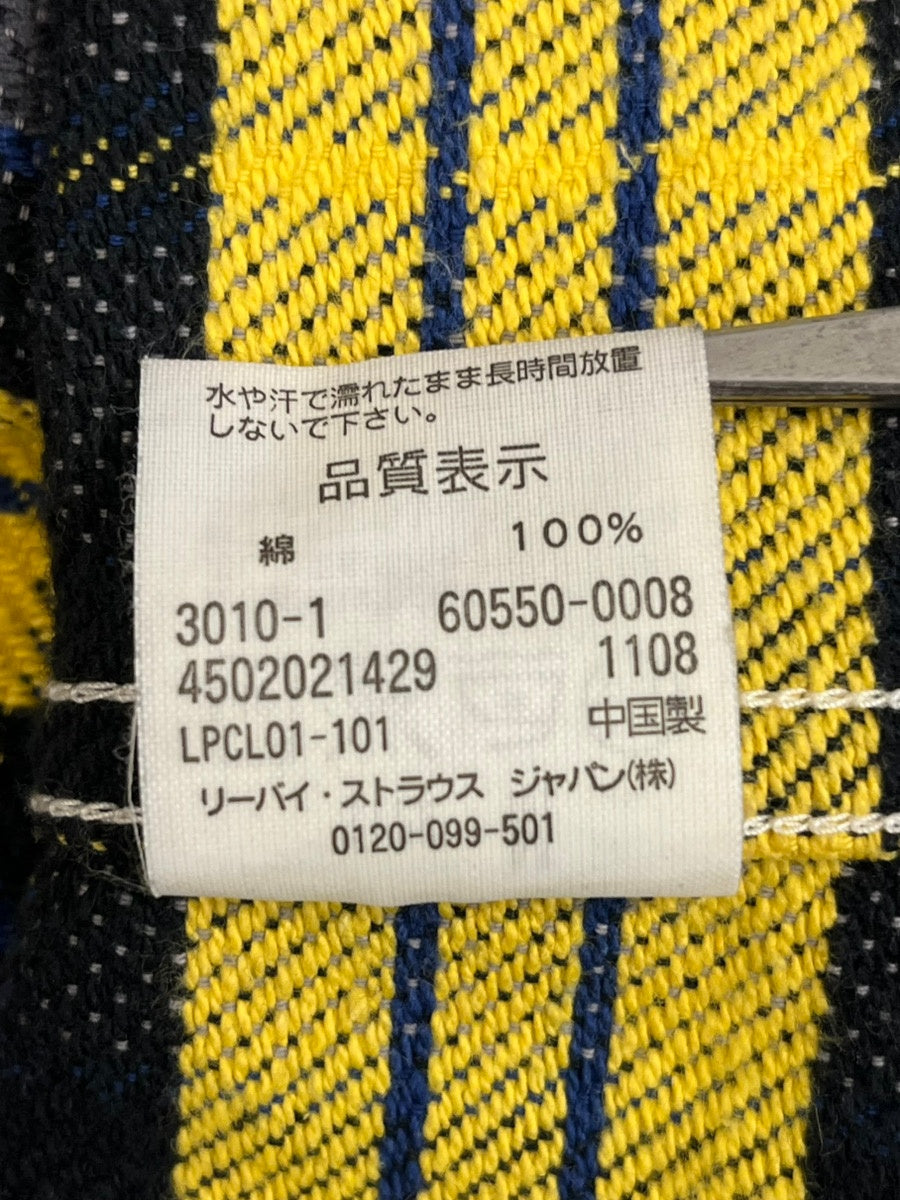 水や汗で濡れたまま長時間放置
しないで下さい。
品質表示
綿 100%
3010-1 60550-0008
4502021429 1108
LPCL01-101 中国製
リーバイ・ストラウス ジャパン(株)
0120-099-501